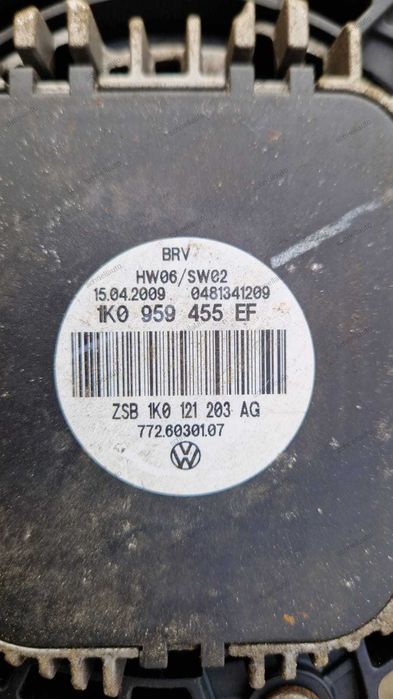 BRV
HW06/SW02
15.04.2009 0481341209
1K0 959 455 EF
ZSB 1K0 121 203 AG
772.60301.07
VW